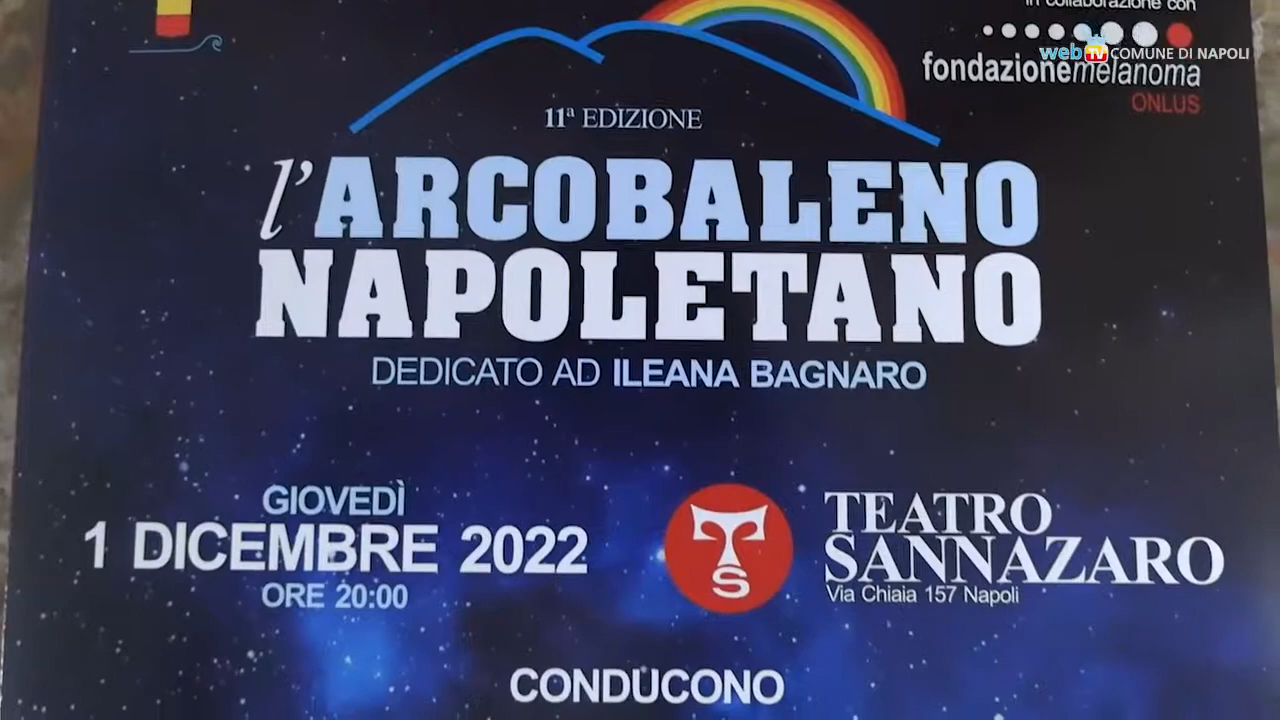 in collaborazione con
web TV COMUNE DI NAPOLI
fondazionemelanoma
ONLUS
11ª EDIZIONE
l'ARCOBALENO
NAPOLETANO
DEDICATO AD ILEANA BAGNARO
GIOVEDÌ
1 DICEMBRE 2022
ORE 20:00
TS
TEATRO
SANNAZARO
Via Chiaia 157 Napoli
CONDUCONO